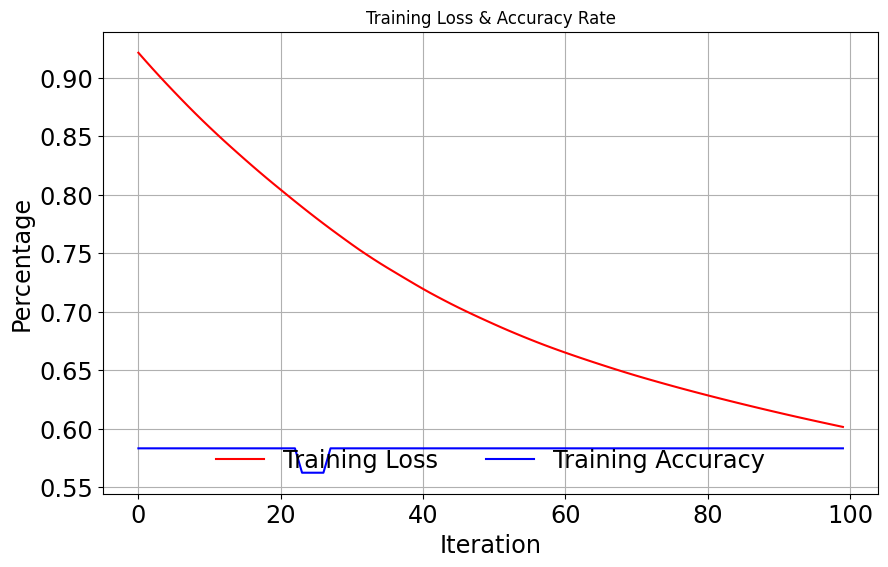 Training Loss & Accuracy Rate
0.90
0.85
0.80
0.75
0.70
0.65
0.60
0.55
Percentage
Training Loss Training Accuracy
0 20 40 60 80 100
Iteration